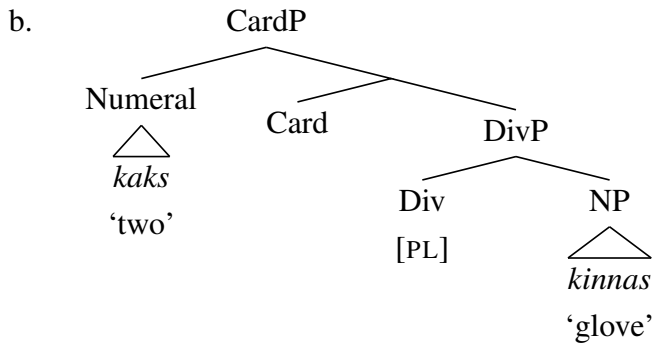 b.
CardP
Numeral
Card
DivP
kaks
'two'
Div
NP
[PL]
kinnas
'glove'